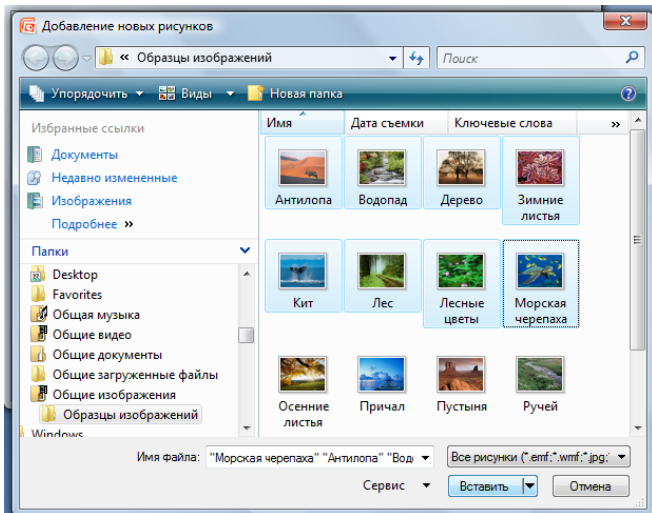 Добавление новых рисунков
« Образцы изображений
Поиск
Упорядочить Виды Новая папка
Избранные ссылки
Документы
Недавно измененные
Изображения
Подробнее »
Папки
Desktop
Favorites
Общая музыка
Общие видео
Общие документы
Общие загруженные файлы
Общие изображения
Образцы изображений
Windows
Имя Дата съемки Ключевые слова »
Антилопа Водопад Дерево Зимние
листья
Кит Лес Лесные Морская
цветы черепаха
Осенние Причал Пустыня Ручей
листья
Имя файла: "Морская черепаха" "Антилопа" "Водо Все рисунки (*.emf;*.wmf;*.jpg;
Сервис Вставить Отмена